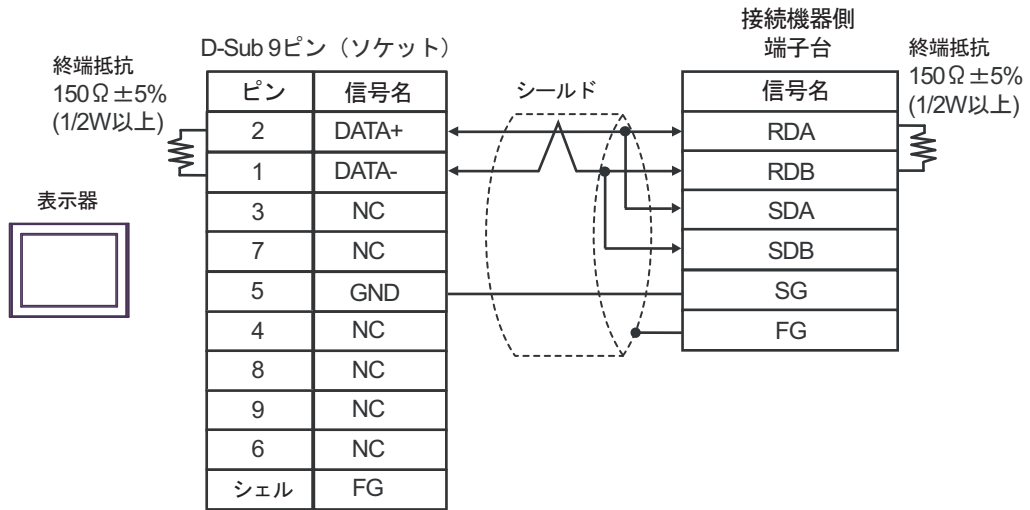 接続機器側
端子台
D-Sub 9ピン（ソケット）
終端抵抗
150Ω±5%
(1/2W以上)
終端抵抗
150Ω±5%
(1/2W以上)
シールド
表示器
ピン 信号名
2 DATA+
1 DATA-
3 NC
7 NC
5 GND
4 NC
8 NC
9 NC
6 NC
シェル FG
信号名
RDA
RDB
SDA
SDB
SG
FG